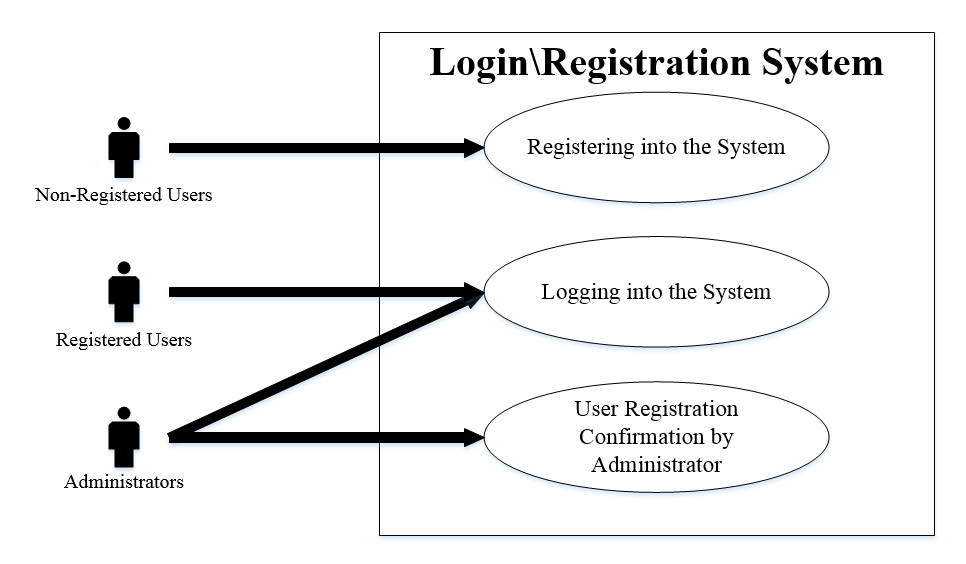 Login\Registration System
Registering into the System
Non-Registered Users
Logging into the System
Registered Users
User Registration
Confirmation by
Administrator
Administrators